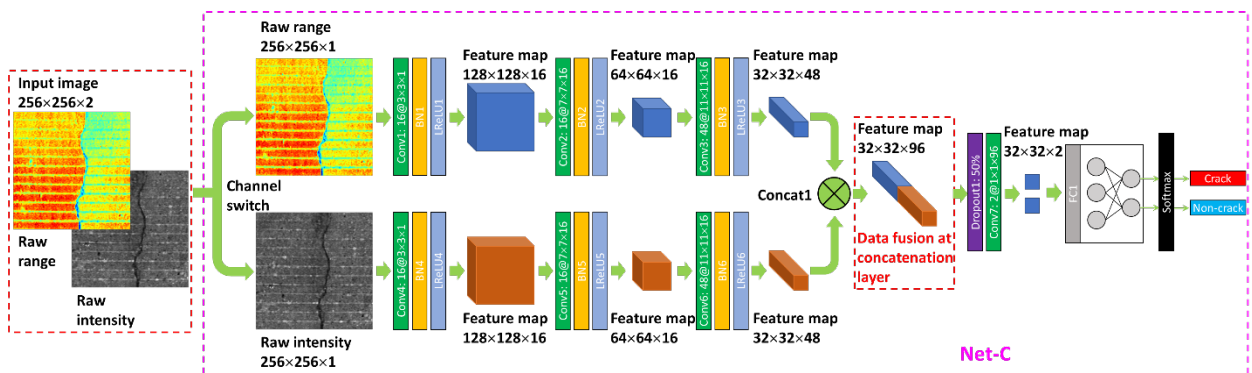 Input image
256×256×2
Raw
range
Raw
intensity
Channel
switch
Raw range
256×256×1
Conv1: 16@3×3×1
BN1
LReLU1
Feature map
128×128×16
Conv2: 16@7×7×16
BN2
LReLU2
Feature map
64×64×16
Conv3: 48@11×11×16
BN3
LReLU3
Feature map
32×32×48
Raw intensity
256×256×1
Conv4: 16@3×3×1
BN4
LReLU4
Feature map
128×128×16
Conv5: 16@7×7×16
BN5
LReLU5
Feature map
64×64×16
Conv6: 48@11×11×16
BN6
LReLU6
Feature map
32×32×48
Concat1
Feature map
32×32×96
Data fusion at
concatenation
layer
Dropout1: 50%
Conv7: 2@1×1×96
Feature map
32×32×2
FC1
Softmax
Crack
Non-crack
Net-C